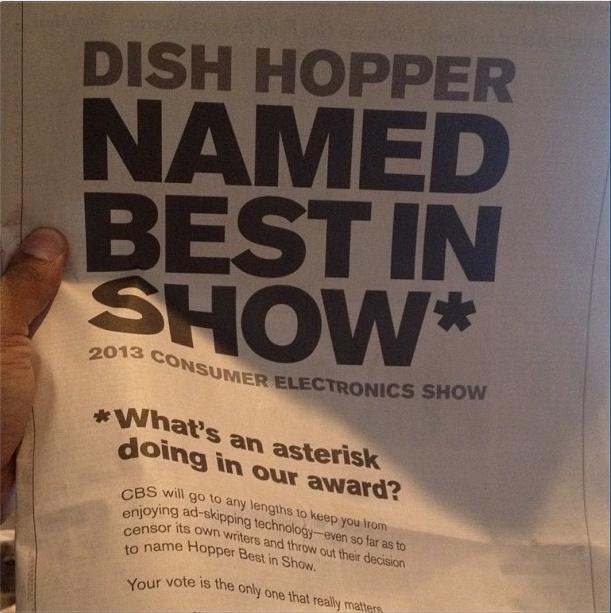 DISH HOPPER
NAMED
BEST IN
SHOW*
2013 CONSUMER ELECTRONICS SHOW
*What's an asterisk
doing in our award?
CBS will go to any lengths to keep you from
enjoying ad-skipping technology—even so far as to
censor its own writers and throw out their decision
to name Hopper Best in Show.
Your vote is the only one that really matters